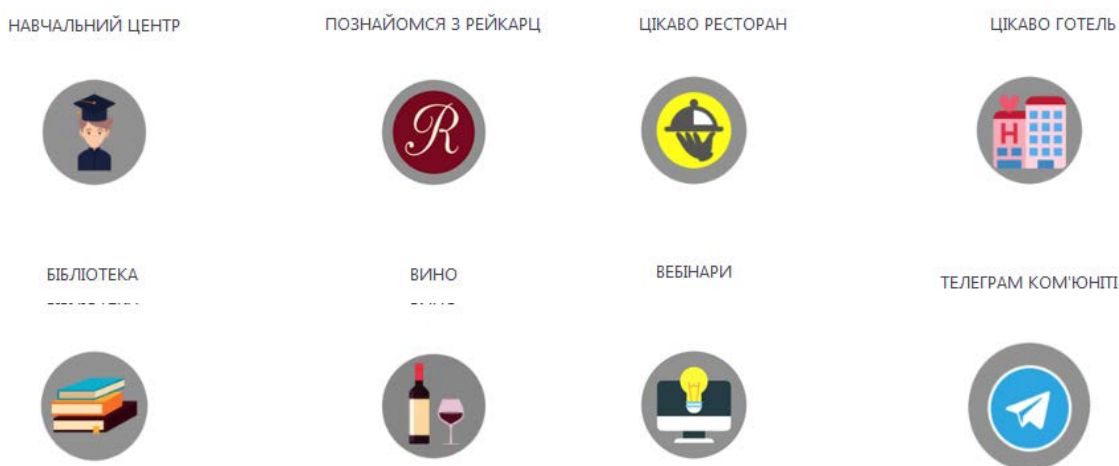 НАВЧАЛЬНИЙ ЦЕНТР
ПОЗНАЙОМСЯ З РЕЙКАРЦ
ЦІКАВО РЕСТОРАН
ЦІКАВО ГОТЕЛЬ
R
H
БІБЛІОТЕКА
ВИНО
ВЕБІНАРИ
ТЕЛЕГРАМ КОМ'ЮНІТІ